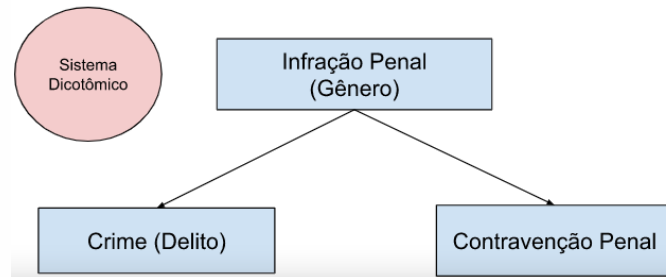 Sistema
Dicotômico
Infração Penal
(Gênero)
Crime (Delito)
Contravenção Penal